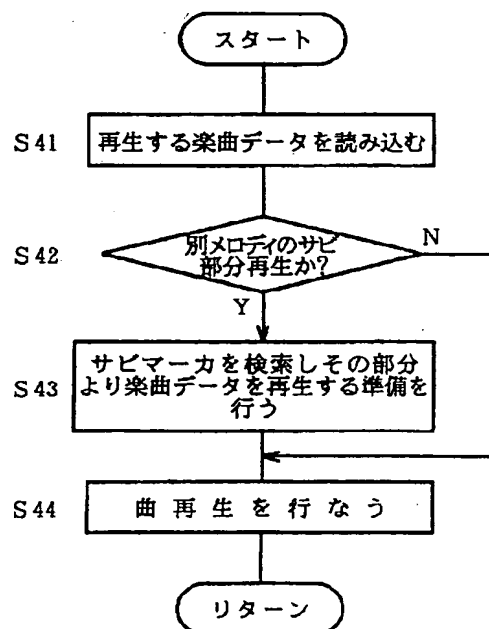 スタート
S41
再生する楽曲データを読み込む
S42
別メロディのサビ
部分再生か?
N
Y
S43
サビマーカを検索しその部分
より楽曲データを再生する準備を
行う
S44
曲再生を行なう
リターン